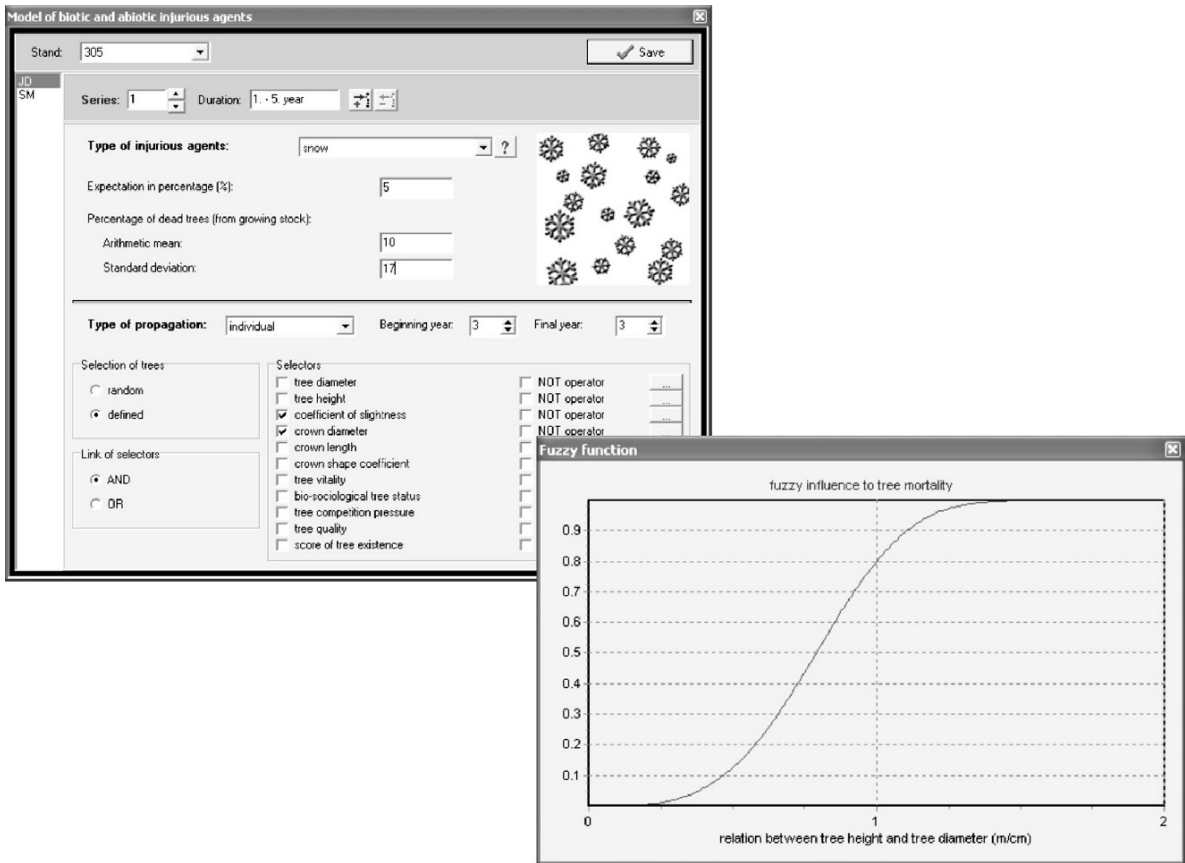 Model of biotic and abiotic injurious agents
Stand: 305 Save
JD
SM
Series: 1 Duration: 1. - 5. year
Type of injurious agents: snow ?
Expectation in percentage (%): 5
Percentage of dead trees (from growing stock):
Arithmetic mean: 10
Standard deviation: 17
Type of propagation: individual Beginning year: 3 Final year: 3
Selection of trees
random
defined
Link of selectors
AND
OR
Selectors
tree diameter NOT operator ...
tree height NOT operator ...
coefficient of slightness NOT operator ...
crown diameter NOT operator ...
crown length
crown shape coefficient
tree vitality
bio-sociological tree status
tree competition pressure
tree quality
score of tree existence
Fuzzy function
fuzzy influence to tree mortality
0.9
0.8
0.7
0.6
0.5
0.4
0.3
0.2
0.1
0 1 2
relation between tree height and tree diameter (m/cm)